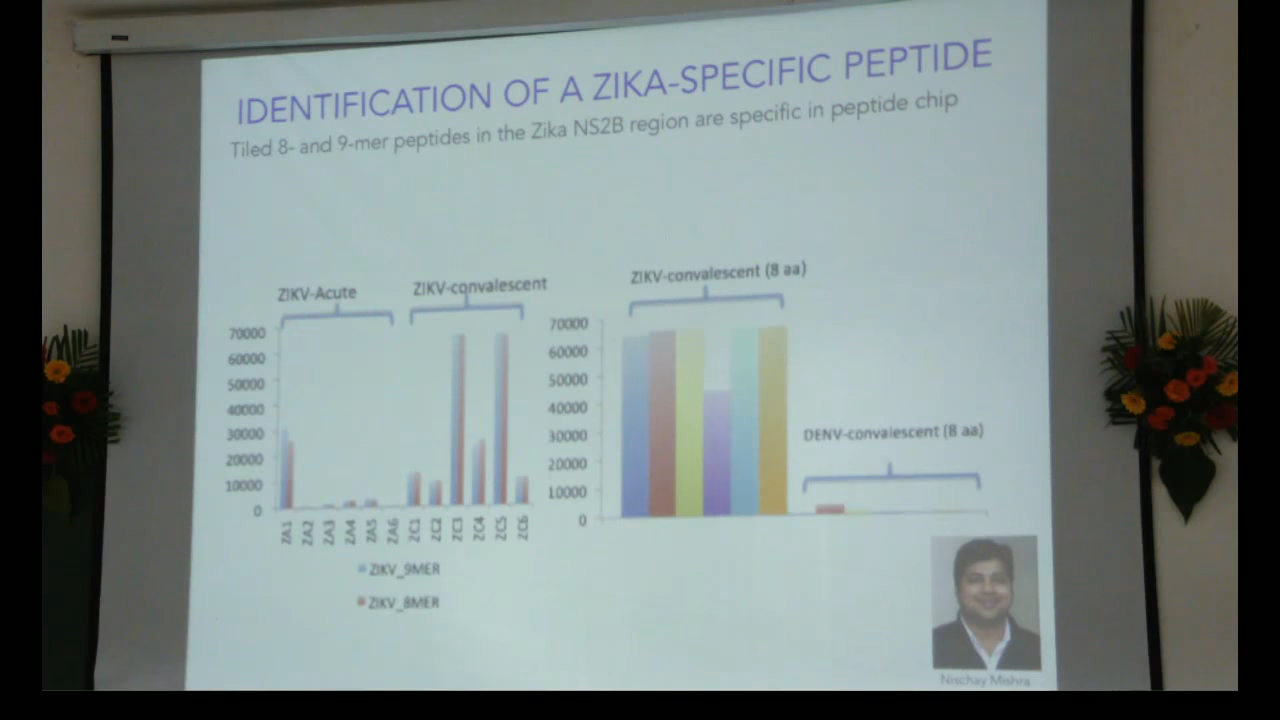 IDENTIFICATION OF A ZIKA-SPECIFIC PEPTIDE
Tiled 8- and 9-mer peptides in the Zika NS2B region are specific in peptide chip
ZIKV-Acute
ZIKV-convalescent
70000
60000
50000
40000
30000
20000
10000
0
ZA1
ZA2
ZA3
ZA4
ZA5
ZA6
ZC1
ZC2
ZC3
ZC4
ZC5
ZC6
ZIKV_9MER
ZIKV_8MER
ZIKV-convalescent (8 aa)
70000
60000
50000
40000
30000
20000
10000
0
DENV-convalescent (8 aa)
Nischay Mishra